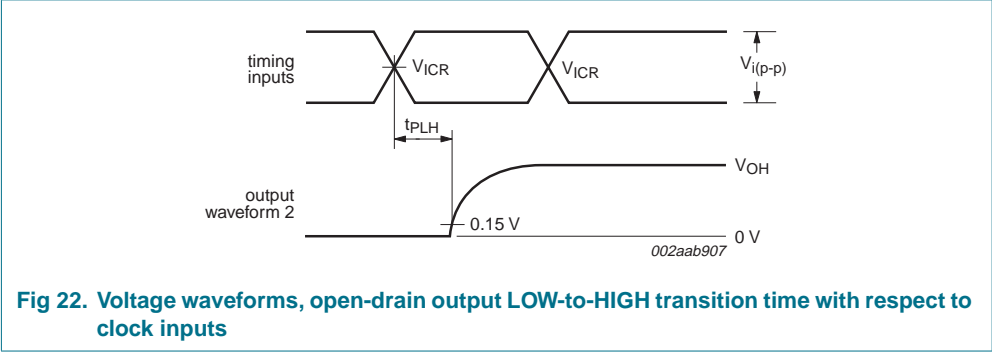 timing
inputs
VICR
VICR
Vi(p-p)
tPLH
output
waveform 2
0.15 V
VOH
0 V
002aab907
Fig 22. Voltage waveforms, open-drain output LOW-to-HIGH transition time with respect to
clock inputs